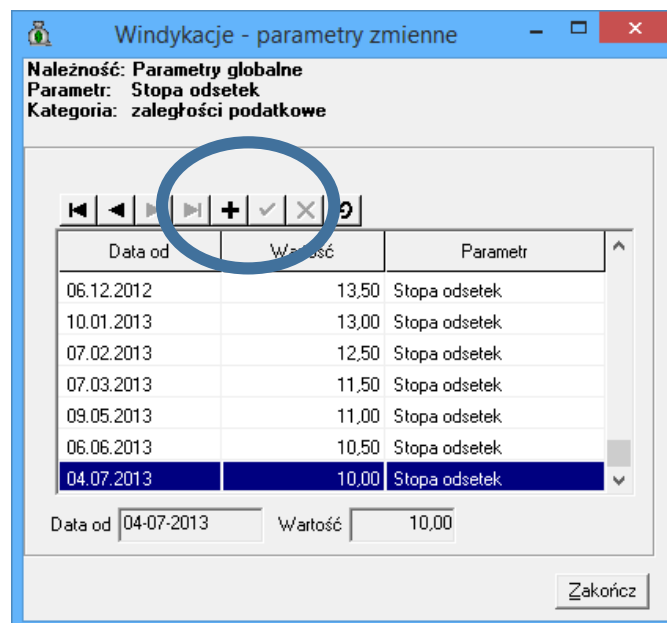 Windykacje - parametry zmienne
Należność: Parametry globalne
Parametr: Stopa odsetek
Kategoria: zaległości podatkowe
Data od Wartość Parametr
06.12.2012 13,50 Stopa odsetek
10.01.2013 13,00 Stopa odsetek
07.02.2013 12,50 Stopa odsetek
07.03.2013 11,50 Stopa odsetek
09.05.2013 11,00 Stopa odsetek
06.06.2013 10,50 Stopa odsetek
04.07.2013 10,00 Stopa odsetek
Data od 04-07-2013 Wartość 10,00
Zakończ